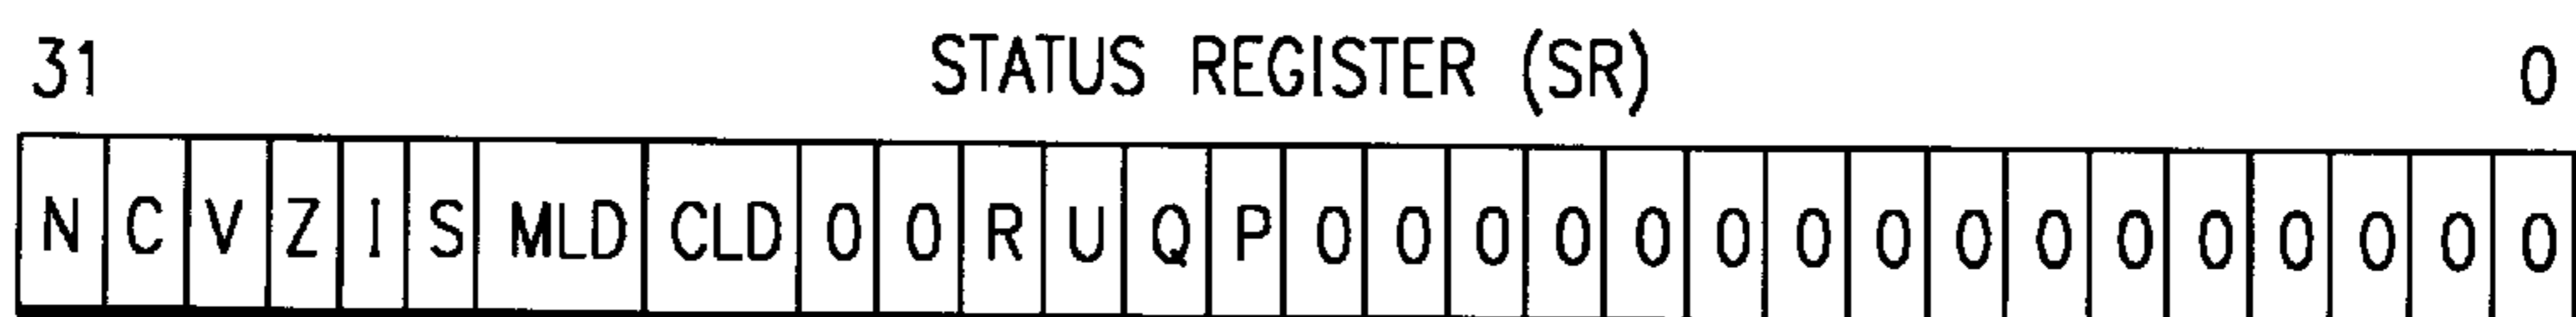 31 STATUS REGISTER (SR) 0
N C V Z I S MLD CLD 0 0 R U Q P 0 0 0 0 0 0 0 0 0 0 0 0 0 0 0 0